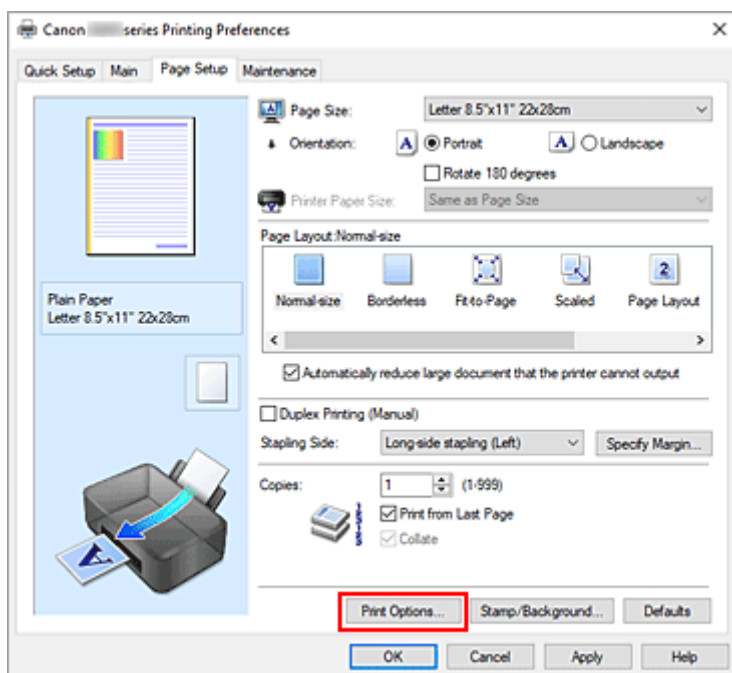 Canon series Printing Preferences
Quick Setup Main Page Setup Maintenance
Page Size: Letter 8.5"x11" 22x28cm
Orientation: A Portrait A Landscape
Rotate 180 degrees
Printer Paper Size: Same as Page Size
Page Layout:Normal-size
2
Normal-size Borderless Fit-to-Page Scaled Page Layout
Plain Paper
Letter 8.5"x11" 22x28cm
Automatically reduce large document that the printer cannot output
Duplex Printing (Manual)
Stapling Side: Long-side stapling (Left) Specify Margin...
Copies: 1 (1-999)
Print from Last Page
Collate
A
Print Options... Stamp/Background... Defaults
OK Cancel Apply Help